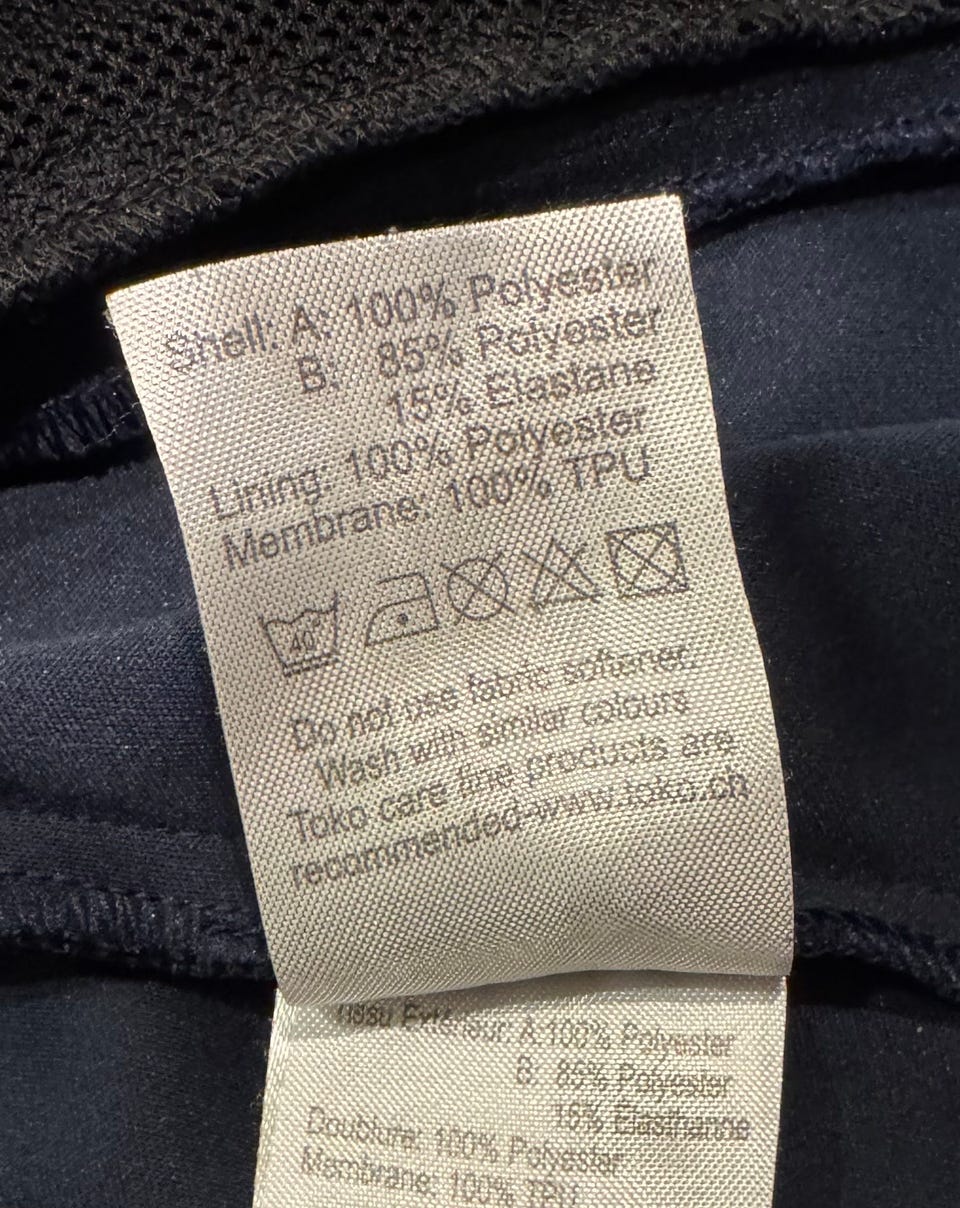 Shell: A: 100% Polyester
B: 85% Polyester
15% Elastane
Lining: 100% Polyester
Membrane: 100% TPU
40
Do not use fabric softener.
Wash with similar colours
Toko care line products are
recommended-www.toko.ch
Extérieur: A 100% Polyester
B: 85% Polyester
15% Elasthanne
Doublure: 100% Polyester
Membrane: 100% TPU